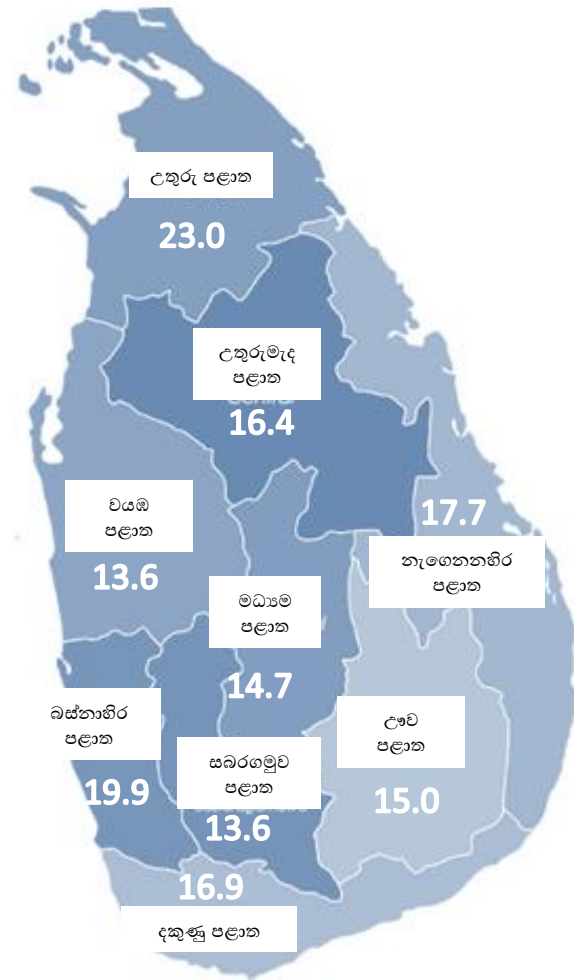 උතුරු පළාත
23.0
උතුරුමැද
පළාත
16.4
වයඹ
පළාත
13.6
17.7
නැගෙනනහිර
පළාත
මධ්‍යම
පළාත
14.7
බස්නාහිර
පළාත
19.9
සබරගමුව
පළාත
13.6
ඌව
පළාත
15.0
16.9
දකුණු පළාත